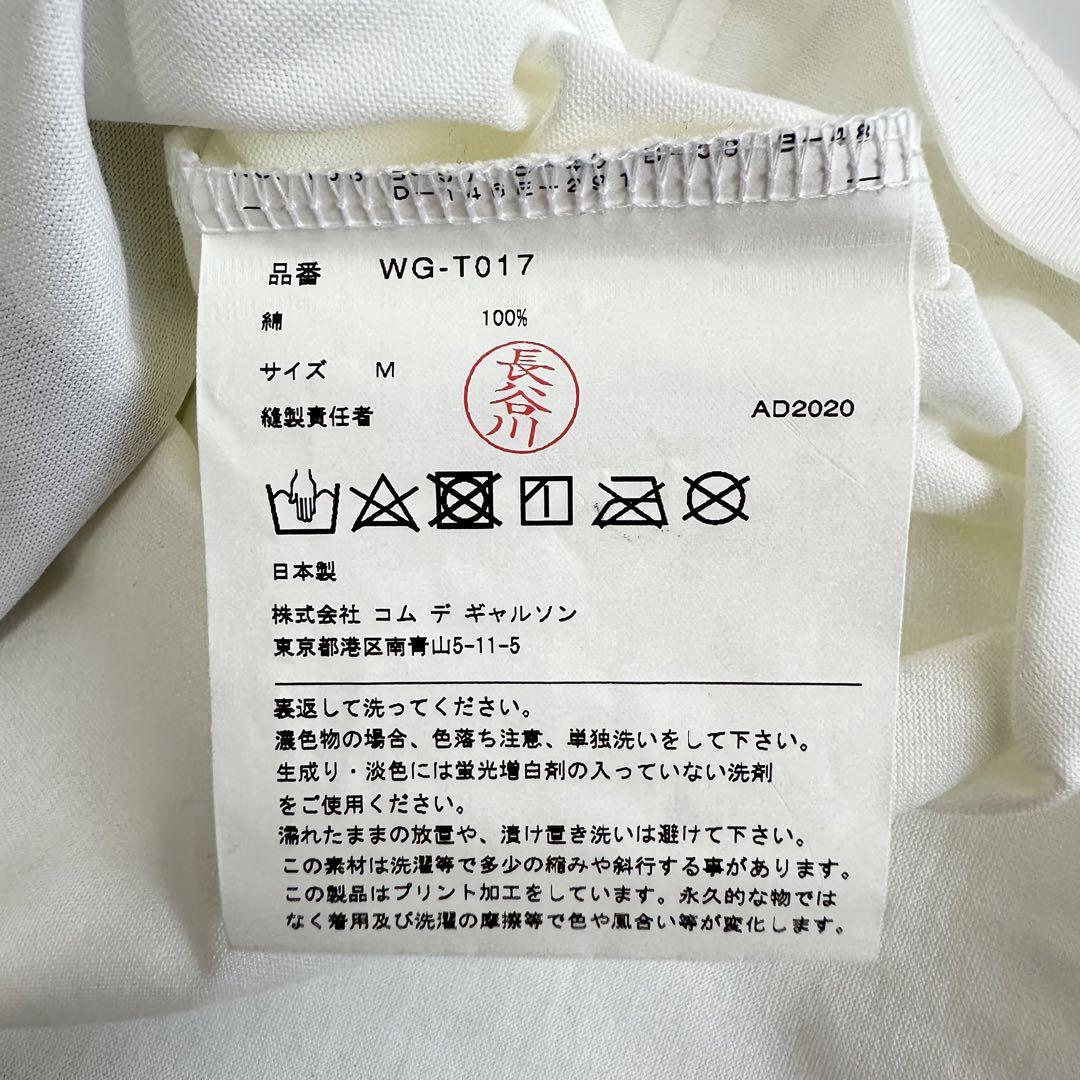 D-146E-291
品番 WG-T017
綿 100%
サイズ M
長谷川
縫製責任者
AD2020
日本製
株式会社 コム デ ギャルソン
東京都港区南青山5-11-5
裏返して洗ってください。
濃色物の場合、色落ち注意、単独洗いをして下さい。
生成り・淡色には蛍光増白剤の入っていない洗剤
をご使用ください。
濡れたままの放置や、漬け置き洗いは避けて下さい。
この素材は洗濯等で多少の縮みや斜行する事があります。
この製品はプリント加工をしています。永久的な物では
なく着用及び洗濯の摩擦等で色や風合い等が変化します。